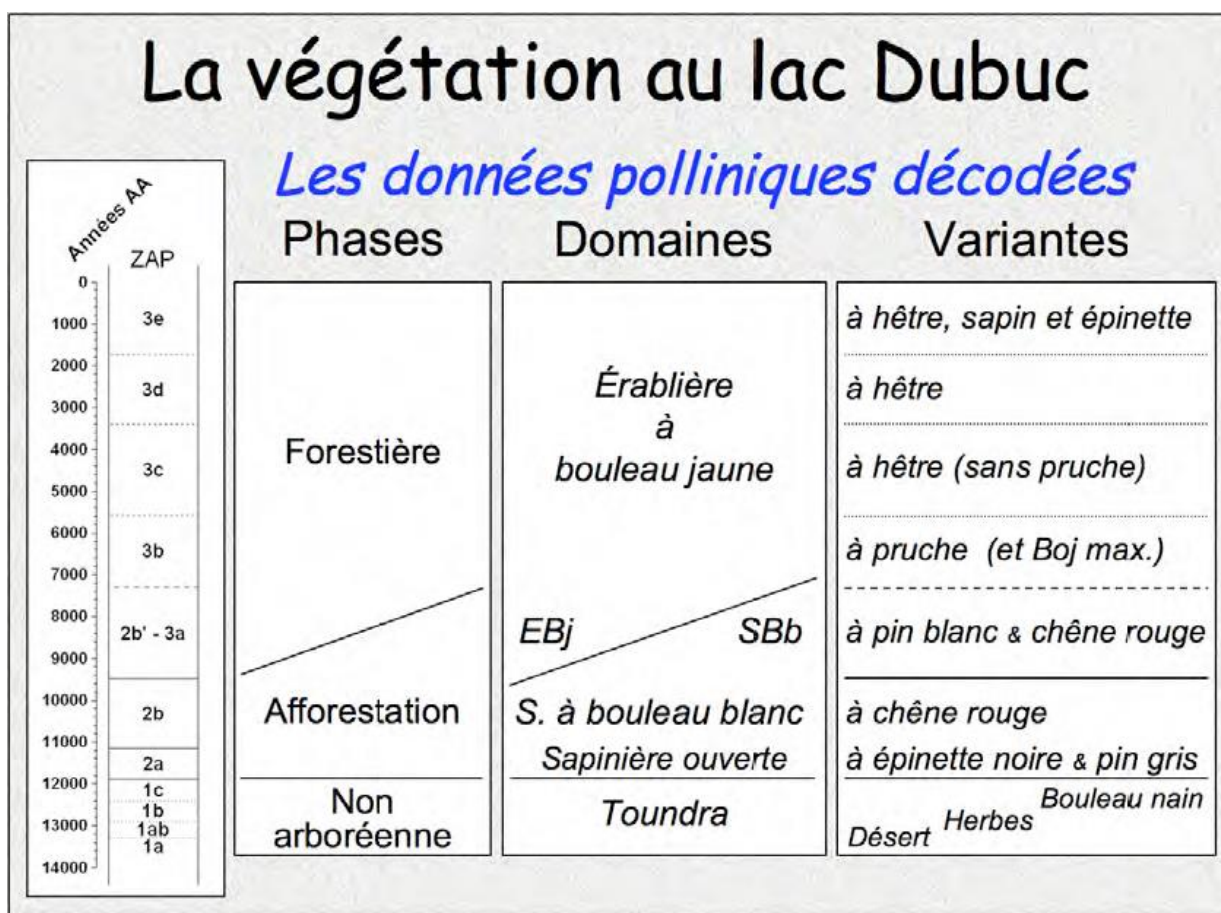 La végétation au lac Dubuc
Les données polliniques décodées
Années AA
ZAP
0
1000
2000
3000
4000
5000
6000
7000
8000
9000
10000
11000
12000
13000
14000
3e
3d
3c
3b
2b' - 3a
2b
2a
1c
1b
1ab
1a
Phases
Forestière
Afforestation
Non
arboréenne
Domaines
Érablière
à
bouleau jaune
EBj
SBb
S. à bouleau blanc
Sapinière ouverte
Toundra
Variantes
à hêtre, sapin et épinette
à hêtre
à hêtre (sans pruche)
à pruche (et Boj max.)
à pin blanc & chêne rouge
à chêne rouge
à épinette noire & pin gris
Bouleau nain
Herbes
Désert